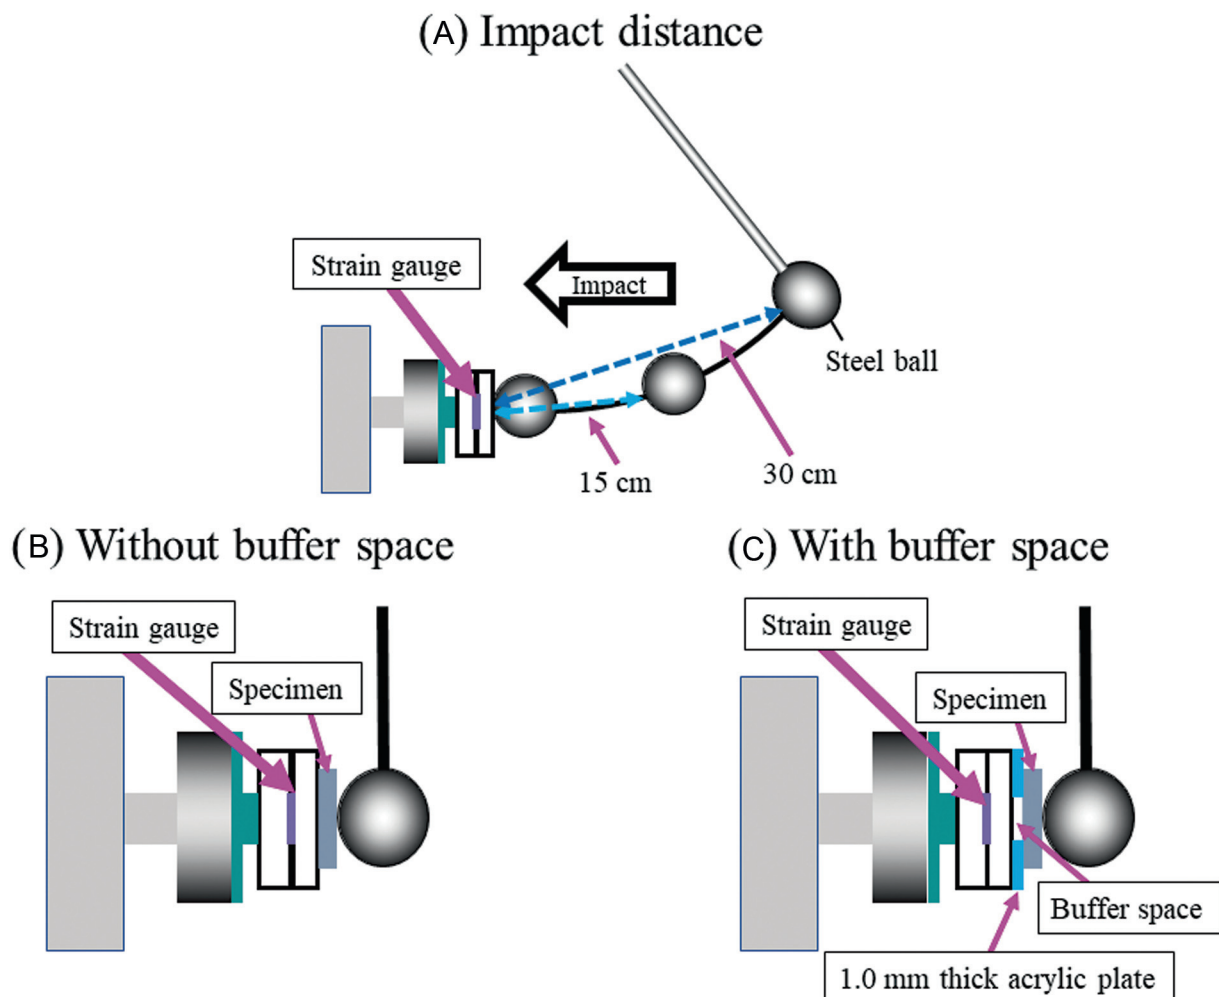 (A) Impact distance
Strain gauge
Impact
Steel ball
15 cm
30 cm
(B) Without buffer space
Strain gauge
Specimen
(C) With buffer space
Strain gauge
Specimen
Buffer space
1.0 mm thick acrylic plate